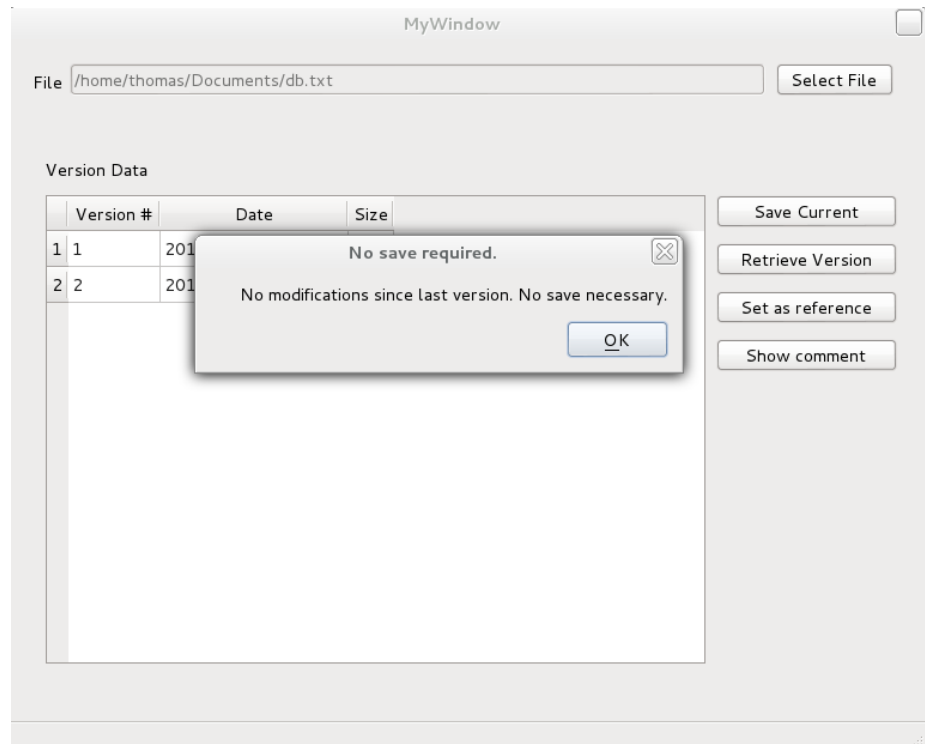 MyWindow
File /home/thomas/Documents/db.txt Select File
Version Data
Version # Date Size
Save Current
1 1 201
2 2 201
No save required.
No modifications since last version. No save necessary.
OK
Retrieve Version
Set as reference
Show comment